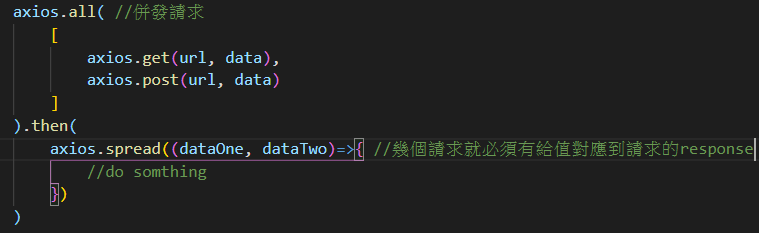 axios.all( //併發請求
[
axios.get(url, data),
axios.post(url, data)
]
).then(
axios.spread((dataOne, dataTwo)=>{ //幾個請求就必須有給值對應到請求的response
//do somthing
})
)